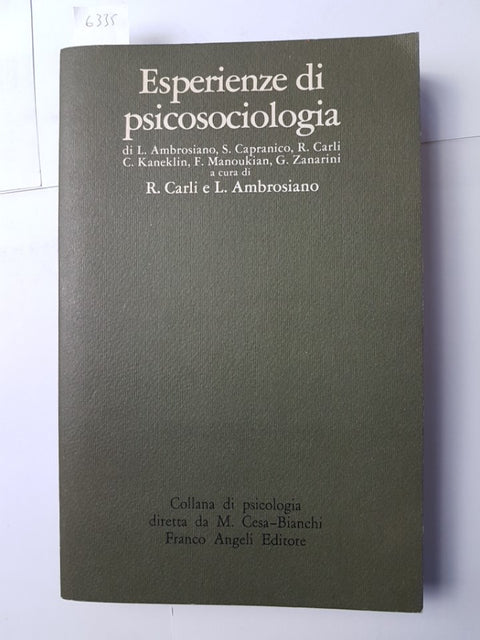 6335
Esperienze di
psicosociologia
di L. Ambrosiano, S. Capranico, R. Carli
C. Kaneklin, F. Manoukian, G. Zanarini
a cura di
R. Carli e L. Ambrosiano
Collana di psicologia
diretta da M. Cesa-Bianchi
Franco Angeli Editore